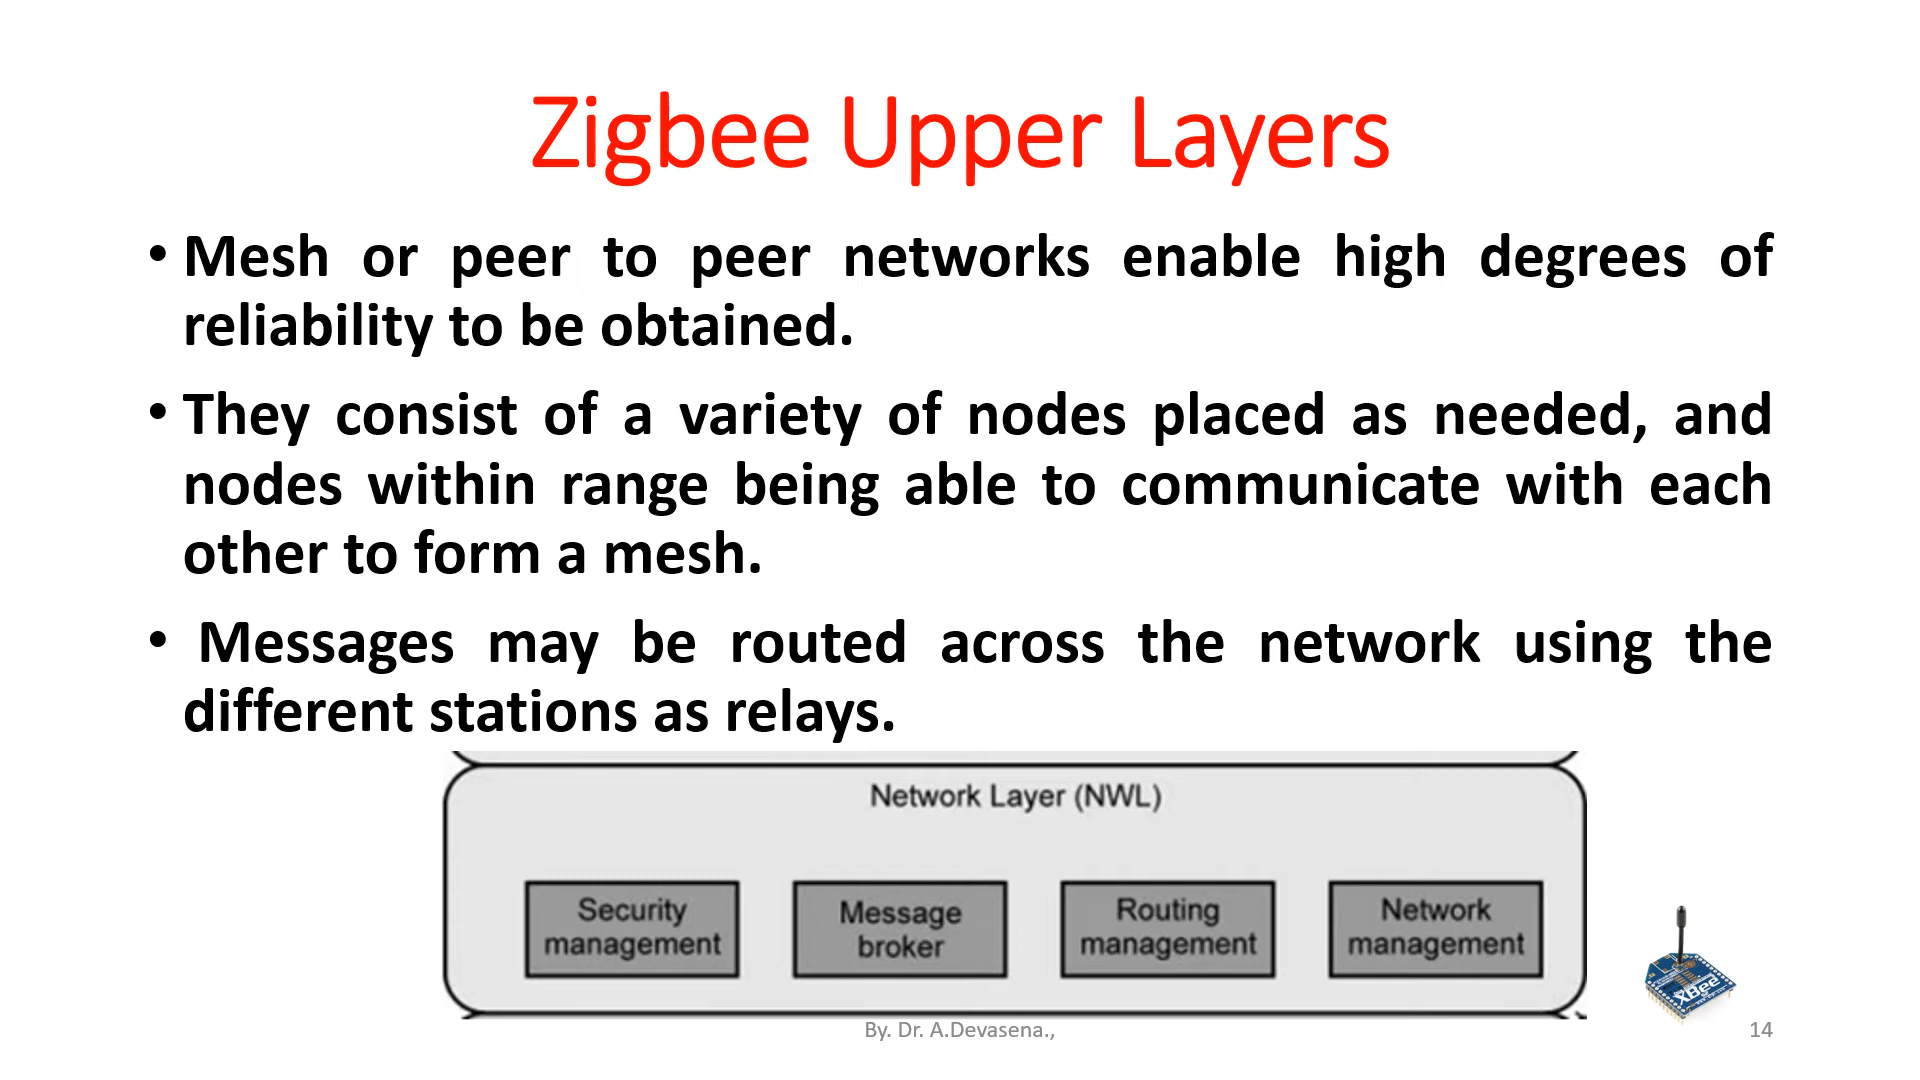 Zigbee Upper Layers
• Mesh or peer to peer networks enable high degrees of
reliability to be obtained.
• They consist of a variety of nodes placed as needed, and
nodes within range being able to communicate with each
other to form a mesh.
• Messages may be routed across the network using the
different stations as relays.
Network Layer (NWL)
Security
management
Message
broker
Routing
management
Network
management
XBee
By. Dr. A.Devasena.,
14